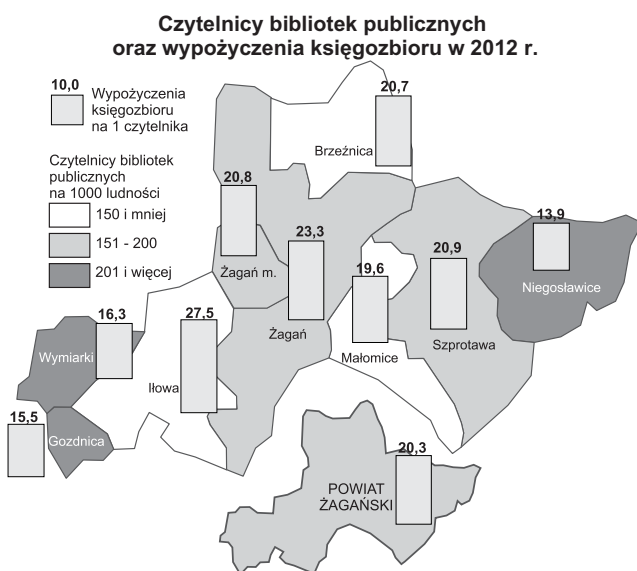 Czytelnicy bibliotek publicznych
oraz wypożyczenia księgozbioru w 2012 r.
10,0
Wypożyczenia
księgozbioru
na 1 czytelnika
Czytelnicy bibliotek
publicznych
na 1000 ludności
150 i mniej
151 - 200
201 i więcej
20,7
Brzeźnica
20,8
Żagań m.
23,3
Żagań
19,6
Małomice
20,9
Szprotawa
13,9
Niegosławice
16,3
Wymiarki
27,5
Iłowa
15,5
Gozdnica
20,3
POWIAT
ŻAGAŃSKI